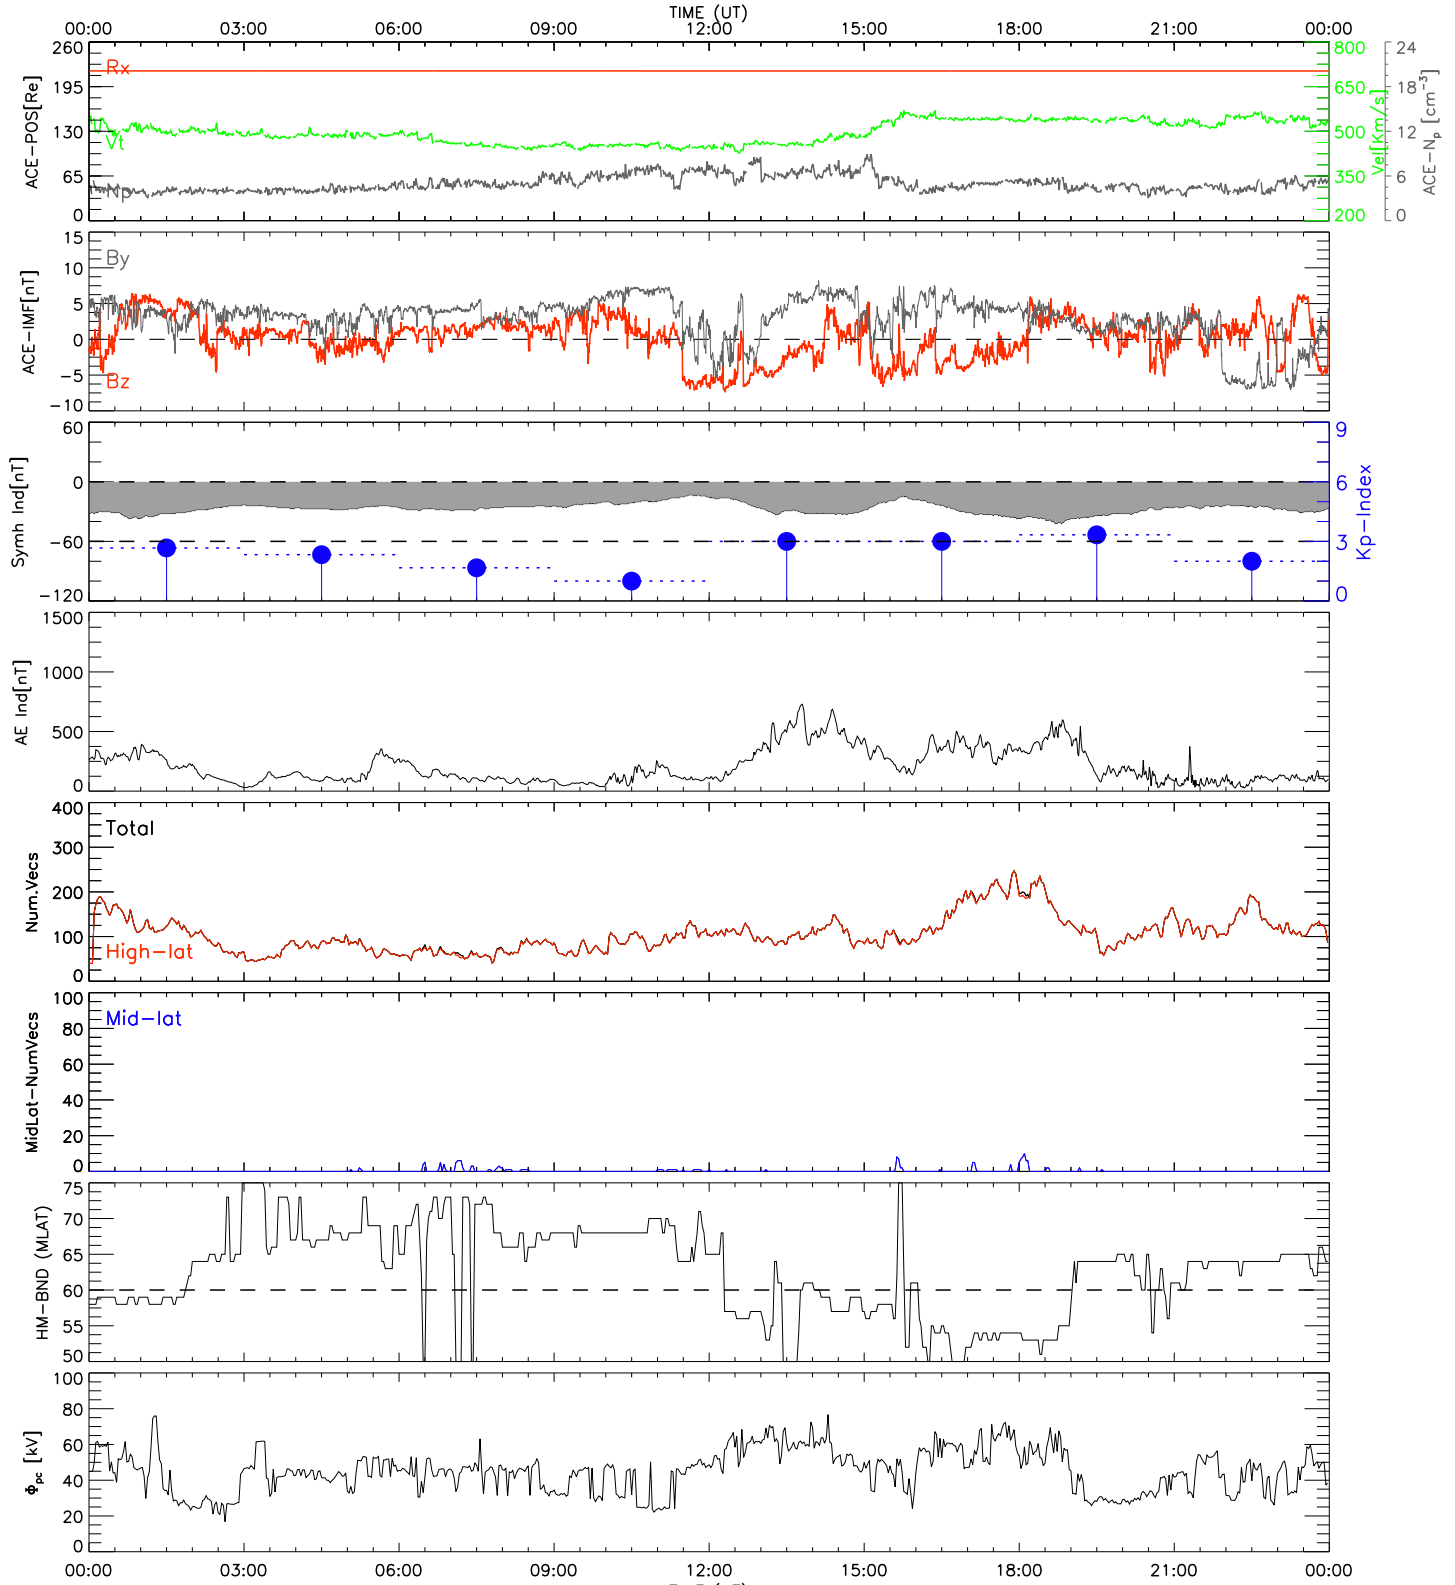 TIME (UT)
00:00 03:00 06:00 09:00 12:00 15:00 18:00 21:00 00:00
ACE-POS[Re]
260
195
130
65
0
Rx
Vt
Np
800
650
500
350
200
Vel[Km/s]
24
18
12
6
0
ACE-Np [cm-3]
ACE-IMF[nT]
15
10
5
0
-5
-10
By
Bz
Symh Ind[nT]
60
0
-60
-120
9
6
3
0
Kp-Index
AE Ind[nT]
1500
1000
500
0
Num.Vecs
400
300
200
100
0
Total
High-lat
MidLat-NumVecs
100
80
60
40
20
0
Mid-lat
HM-BND (MLAT)
75
70
65
60
55
50
Φpc [kV]
100
80
60
40
20
0
00:00 03:00 06:00 09:00 12:00 15:00 18:00 21:00 00:00